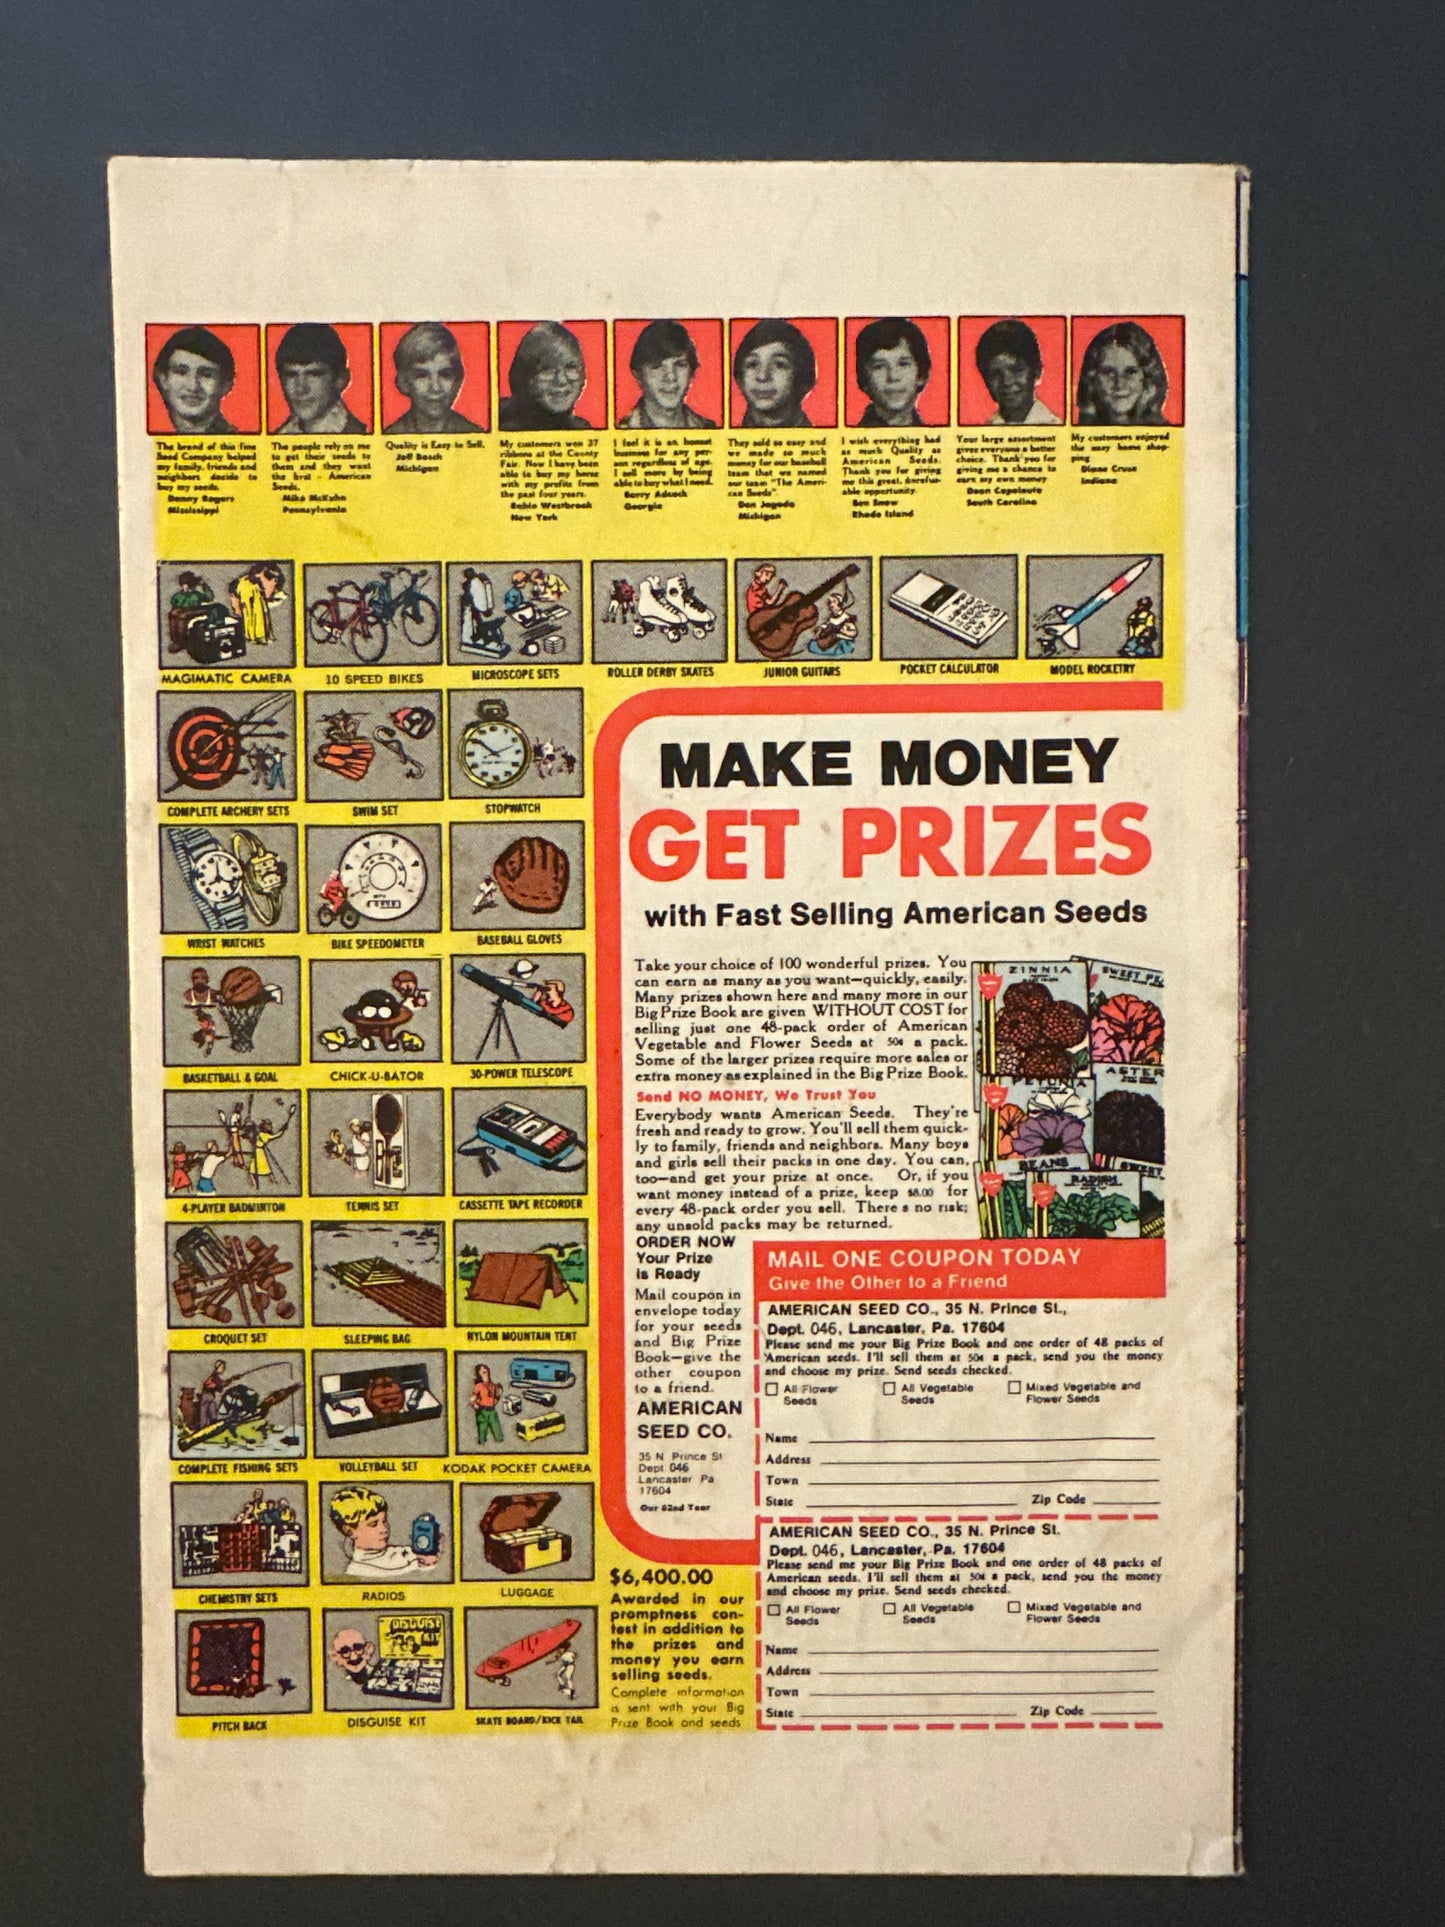 The brand of this fine
Seed Company helped
my family, friends and
neighbors decide to
buy my seeds.
Danny Rogers
Mississippi
The people rely on me
to get their seeds to
them and they want
the best - American
Seeds.
Mike McKuhn
Pennsylvania
Quality is Easy to Sell.
Jeff Bosch
Michigan
My customers won 37
ribbons at the County
Fair. Now I have been
able to buy my horse
with my profits from
the past four years.
Robin Westbrook
New York
I feel it is an honest
business for any per-
son regardless of age.
I sell more by being
able to buy what I need.
Barry Adcock
Georgia
They sold so easy and
we made so much
money for our baseball
team that we named
our team "The Ameri-
can Seeds".
Don Jagoda
Michigan
I wish everything had
as much Quality as
American Seeds.
Thank you for giving
me this great, unrefus-
able opportunity.
Ben Snow
Rhode Island
Your large assortment
gives everyone a better
choice. Thank you for
giving me a chance to
earn my own money
Dean Capolouto
South Carolina
My customers enjoyed
the easy home shop-
ping
Diane Cruse
Indiana
MAGIMATIC CAMERA
10 SPEED BIKES
MICROSCOPE SETS
ROLLER DERBY SKATES
JUNIOR GUITARS
POCKET CALCULATOR
MODEL ROCKETRY
COMPLETE ARCHERY SETS
SWIM SET
STOPWATCH
WRIST WATCHES
BIKE SPEEDOMETER
BASEBALL GLOVES
BASKETBALL & GOAL
CHICK-U-BATOR
30-POWER TELESCOPE
4-PLAYER BADMINTON
TENNIS SET
CASSETTE TAPE RECORDER
CROQUET SET
SLEEPING BAG
NYLON MOUNTAIN TENT
COMPLETE FISHING SETS
VOLLEYBALL SET
KODAK POCKET CAMERA
CHEMISTRY SETS
RADIOS
LUGGAGE
PITCH BACK
DISGUISE KIT
DISGUISE KIT
SKATE BOARD/KICK TAIL
MAKE MONEY
GET PRIZES
with Fast Selling American Seeds
Take your choice of 100 wonderful prizes. You
can earn as many as you want—quickly, easily.
Many prizes shown here and many more in our
Big Prize Book are given WITHOUT COST for
selling just one 48-pack order of American
Vegetable and Flower Seeds at 50¢ a pack.
Some of the larger prizes require more sales or
extra money as explained in the Big Prize Book.
Send NO MONEY, We Trust You
Everybody wants American Seeds. They're
fresh and ready to grow. You'll sell them quick-
ly to family, friends and neighbors. Many boys
and girls sell their packs in one day. You can,
too—and get your prize at once. Or, if you
want money instead of a prize, keep $8.00 for
every 48-pack order you sell. There s no risk;
any unsold packs may be returned.
ZINNIA
SWEET PE
PETUNIA
ASTER
BEANS
RADISH
SWEET
ORDER NOW
Your Prize
is Ready
Mail coupon in
envelope today
for your seeds
and Big Prize
Book—give the
other coupon
to a friend.
AMERICAN
SEED CO.
35 N Prince St
Dept 046
Lancaster Pa
17604
Our 62nd Year
$6,400.00
Awarded in our
promptness con-
test in addition to
the prizes and
money you earn
selling seeds.
Complete information
is sent with your Big
Prize Book and seeds
MAIL ONE COUPON TODAY
Give the Other to a Friend
AMERICAN SEED CO., 35 N. Prince St.,
Dept. 046, Lancaster, Pa. 17604
Please send me your Big Prize Book and one order of 48 packs of
American seeds. I'll sell them at 50¢ a pack, send you the money
and choose my prize. Send seeds checked.
All Flower
Seeds
All Vegetable
Seeds
Mixed Vegetable and
Flower Seeds
Name
Address
Town
State Zip Code
AMERICAN SEED CO., 35 N. Prince St.
Dept. 046, Lancaster, Pa. 17604
Please send me your Big Prize Book and one order of 48 packs of
American seeds. I'll sell them at 50¢ a pack, send you the money
and choose my prize. Send seeds checked.
All Flower
Seeds
All Vegetable
Seeds
Mixed Vegetable and
Flower Seeds
Name
Address
Town
State Zip Code